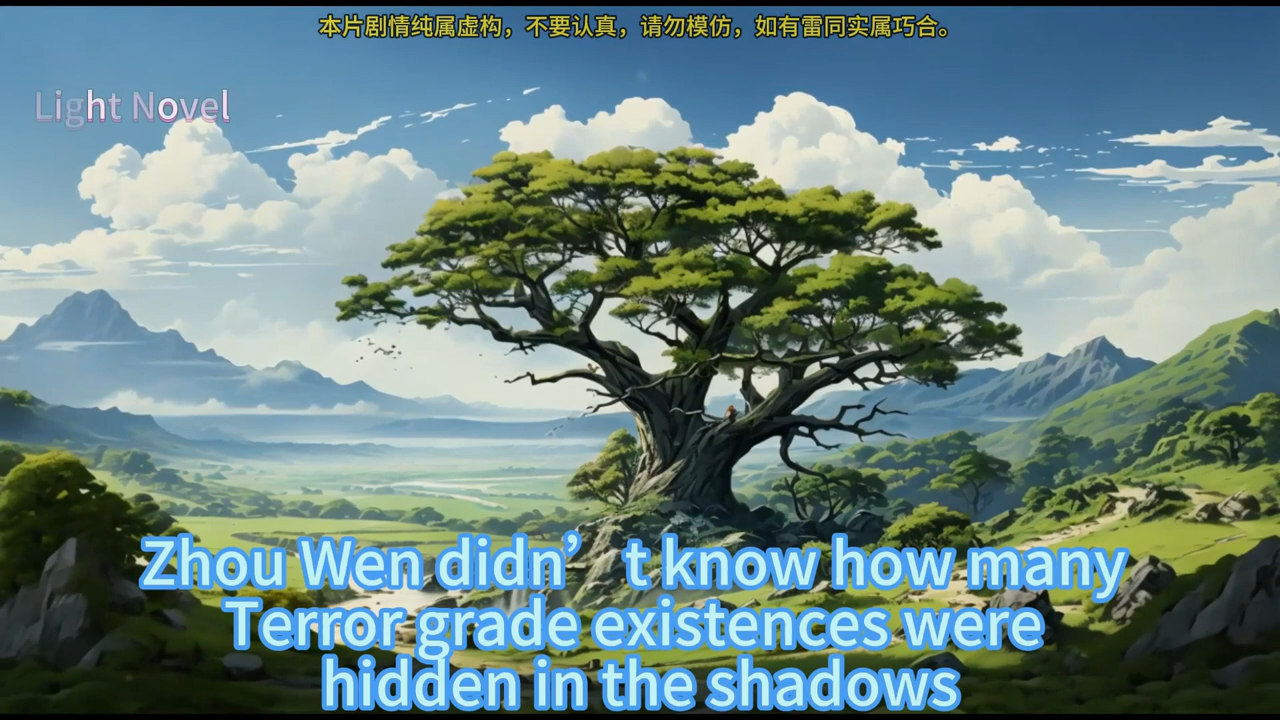 本片剧情纯属虚构，不要认真，请勿模仿，如有雷同实属巧合。
Light Novel
Zhou Wen didn’ t know how many
Terror grade existences were
hidden in the shadows